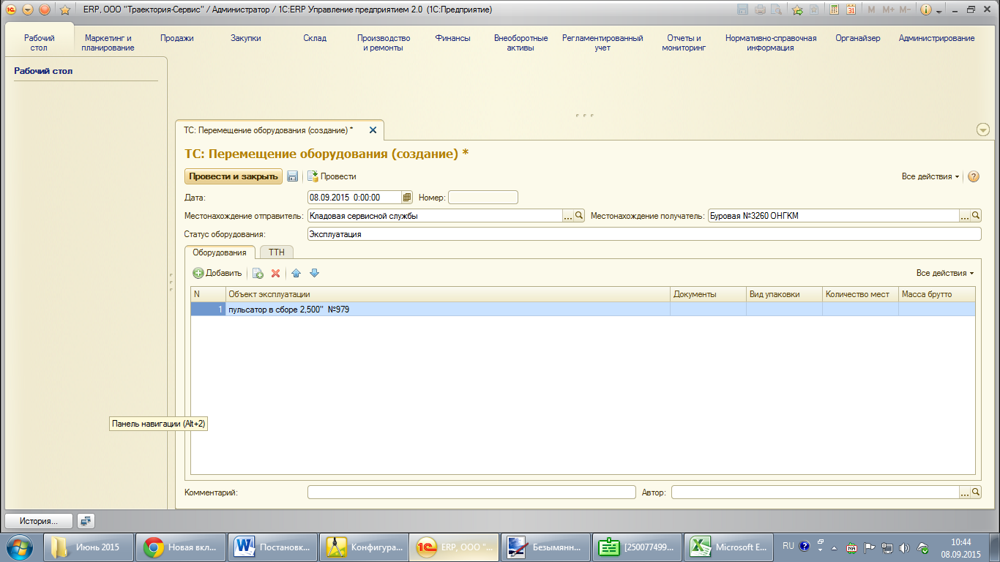 ERP, ООО "Траектория-Сервис" / Администратор / 1С:ERP Управление предприятием 2.0 (1С:Предприятие)
M M+ M-
Рабочий стол
Маркетинг и планирование
Продажи
Закупки
Склад
Производство и ремонты
Финансы
Внеоборотные активы
Регламентированный учет
Отчеты и мониторинг
Нормативно-справочная информация
Органайзер
Администрирование
Рабочий стол
ТС: Перемещение оборудования (создание) *
ТС: Перемещение оборудования (создание) *
Провести и закрыть Провести Все действия
Дата: 08.09.2015 0:00:00 Номер:
Местонахождение отправитель: Кладовая сервисной службы ... Местонахождение получатель: Буровая №3260 ОНГКМ ...
Статус оборудования: Эксплуатация
Оборудования ТТН
Добавить Все действия
N Объект эксплуатации Документы Вид упаковки Количество мест Масса брутто
1 пульсатор в сборе 2,500" №979
Панель навигации (Alt+2)
Комментарий: Автор: ...
История...
Июнь 2015 Новая вкл... Постановк... Конфигура... ERP, ООО "... Безымянн... [250077499... Microsoft E... RU 10:44
08.09.2015